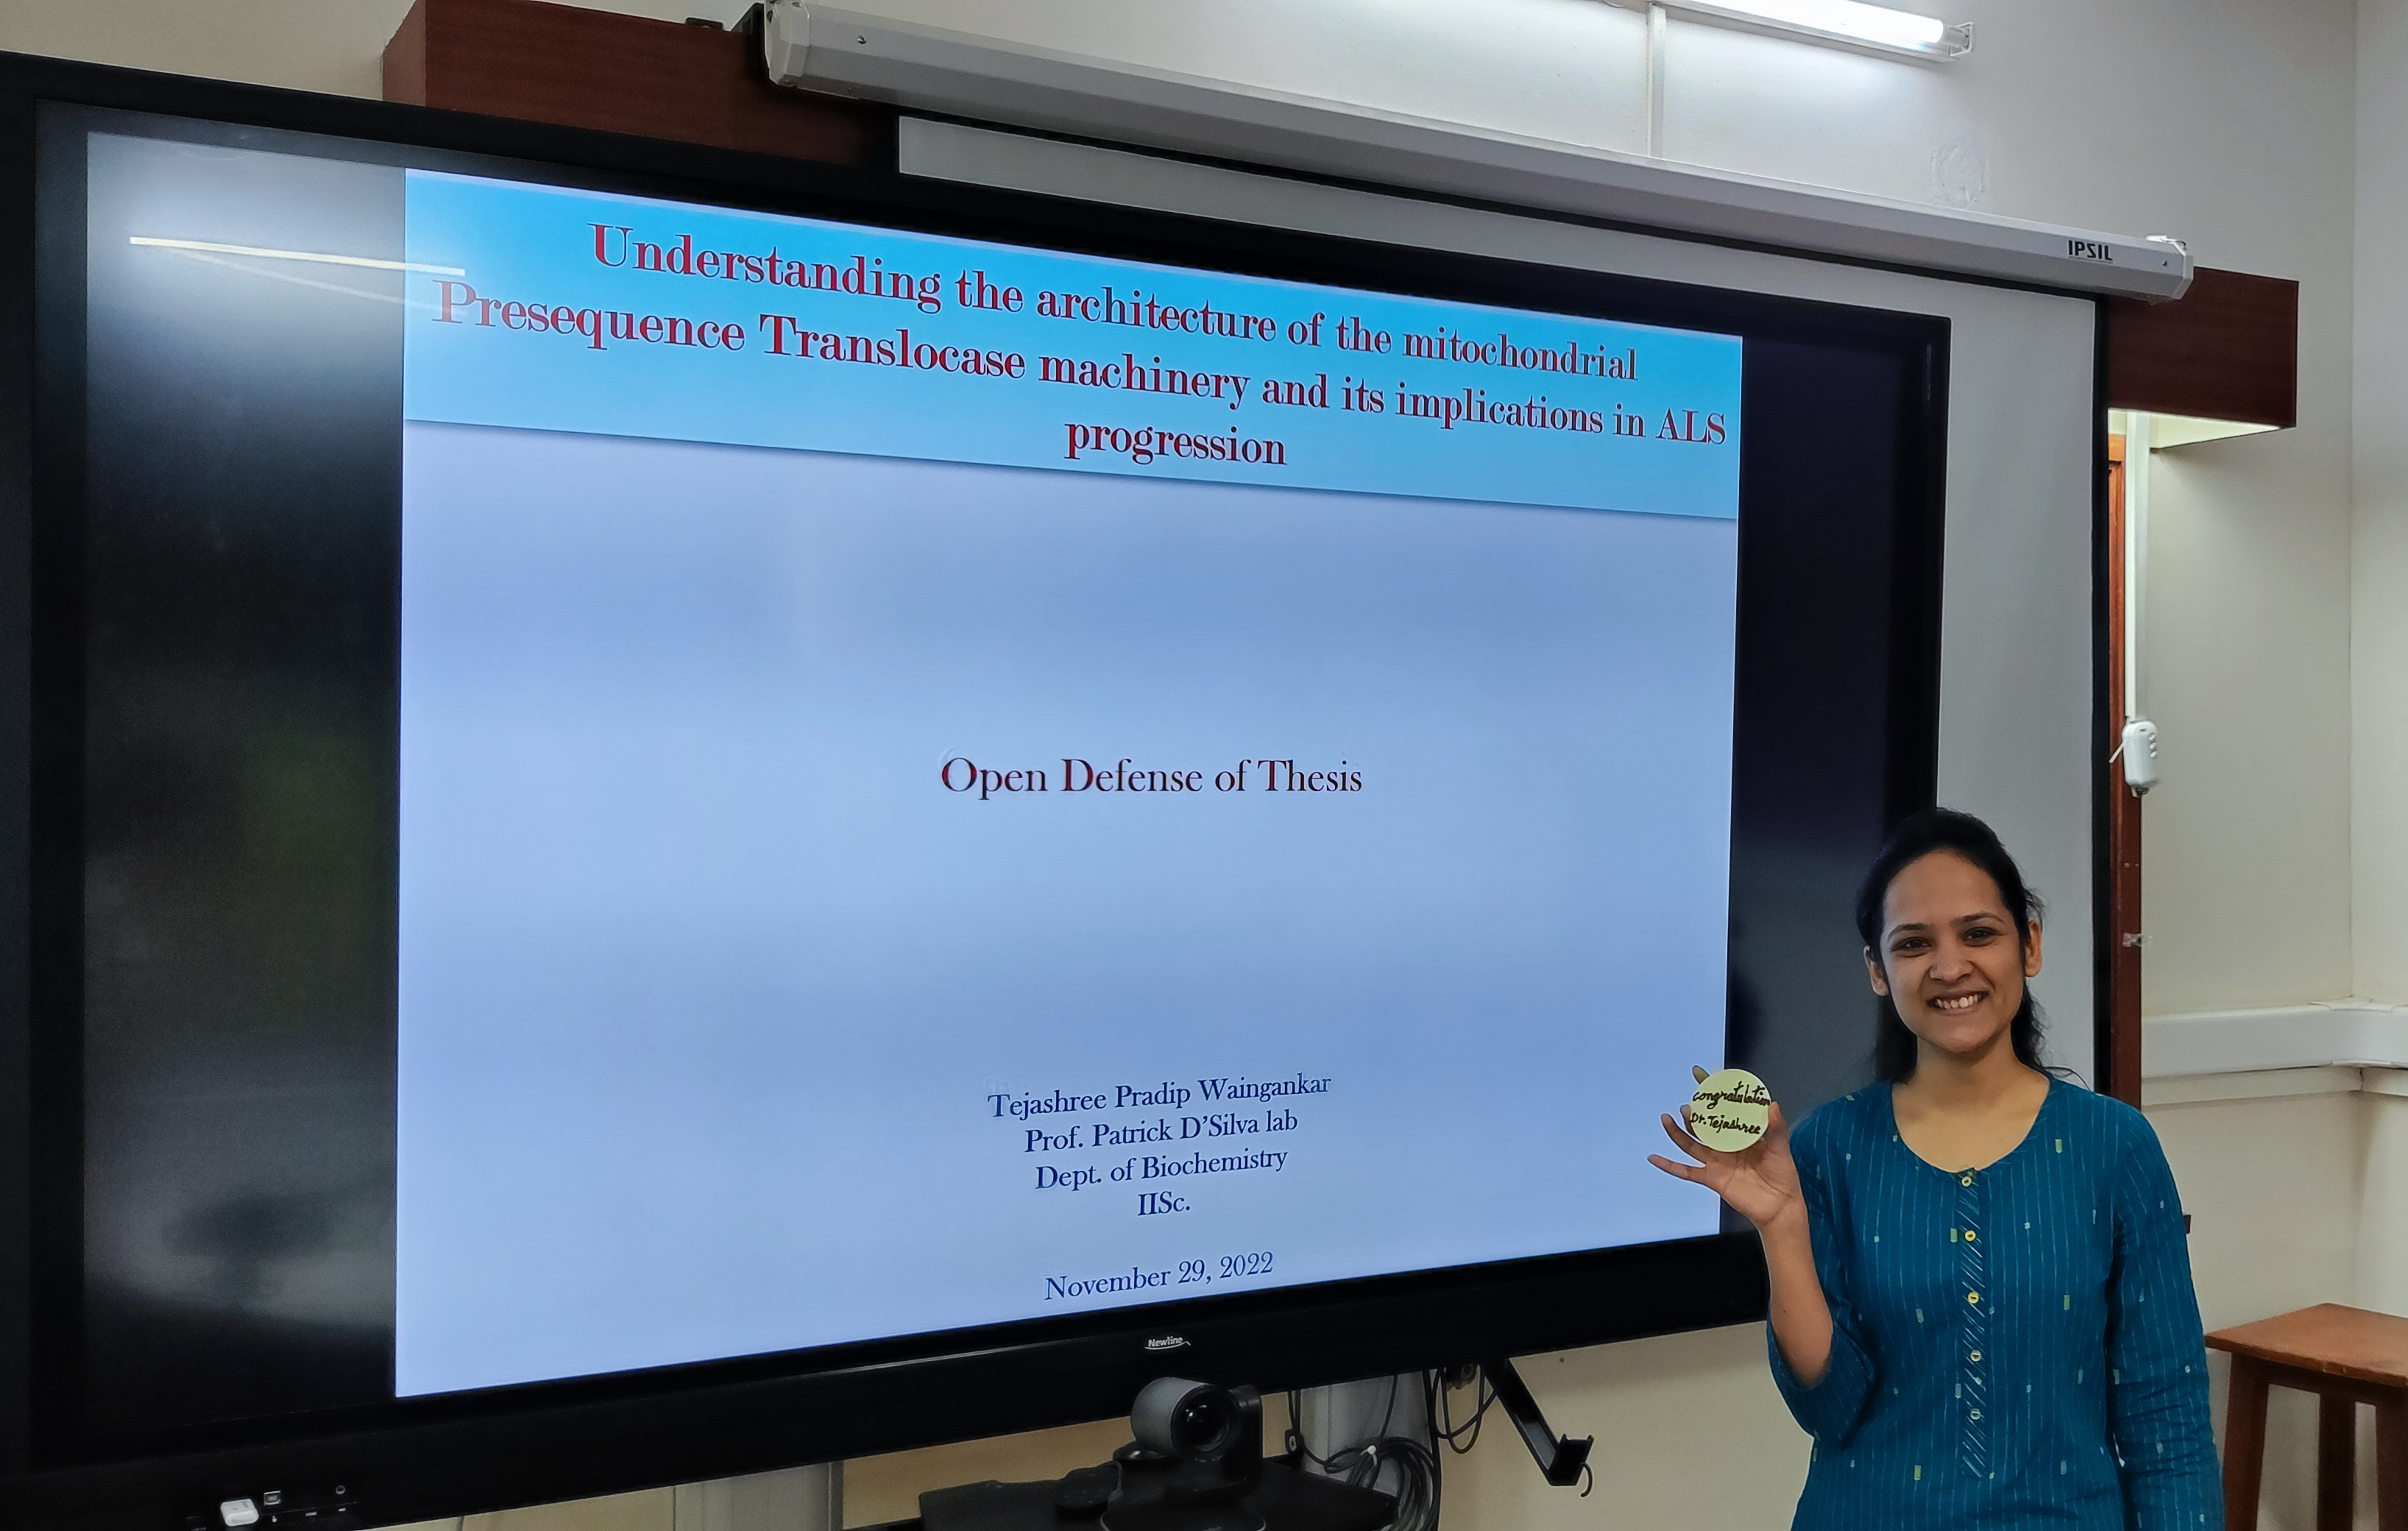 IPSIL
Understanding the architecture of the mitochondrial
Presequence Translocase machinery and its implications in ALS
progression
Open Defense of Thesis
Tejashree Pradip Waingankar
Prof. Patrick D'Silva lab
Dept. of Biochemistry
IISc.
November 29, 2022
Newline
congratulation
Dr. Tejashree